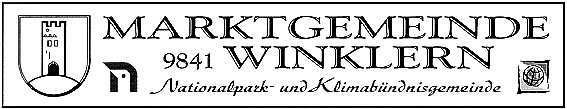 MARKTGEMEINDE
9841 WINKLERN
Nationalpark- und Klimabündnisgemeinde